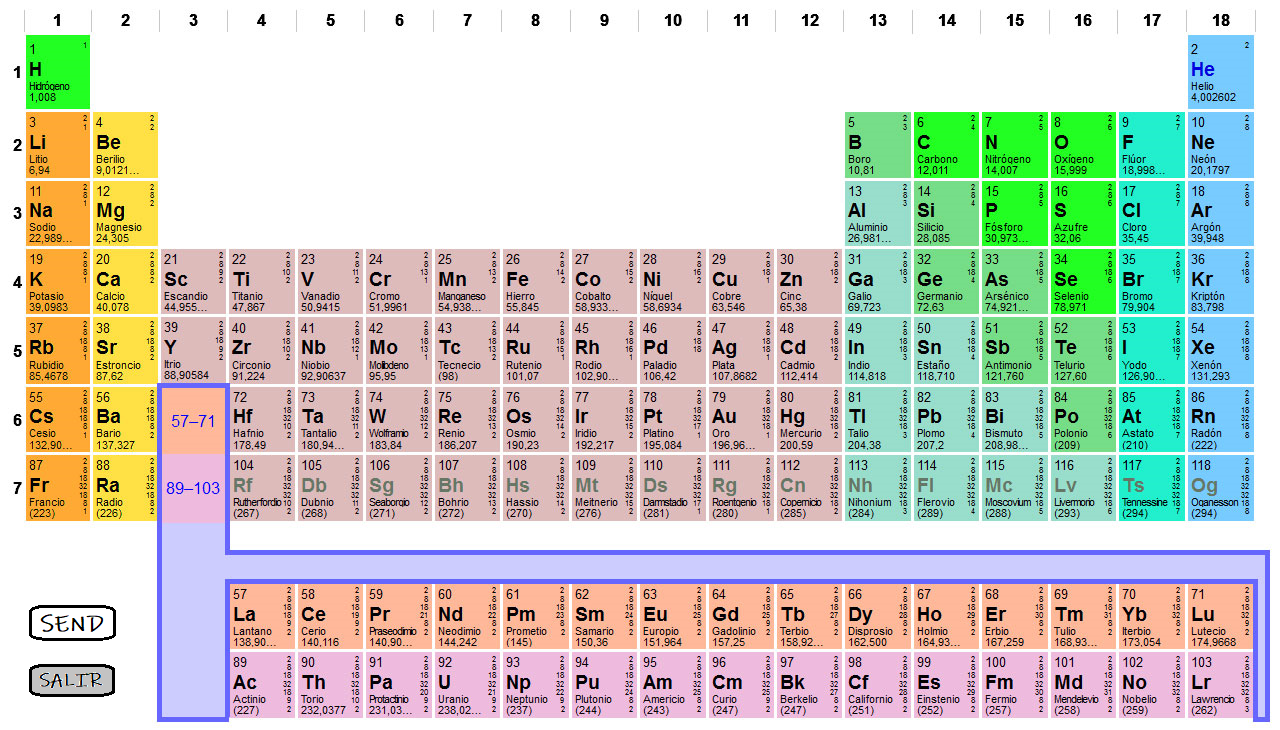 1 2 3 4 5 6 7 8 9 10 11 12 13 14 15 16 17 18
1
1 2
H He
Hidrógeno Helio
1,008 4,002602
2
3 4 5 6 7 8 9 10
Li Be B C N O F Ne
Litio Berilio Boro Carbono Nitrógeno Oxígeno Flúor Neón
6,94 9,0121... 10,81 12,011 14,007 15,999 18,998... 20,1797
3
11 12 13 14 15 16 17 18
Na Mg Al Si P S Cl Ar
Sodio Magnesio Aluminio Silicio Fósforo Azufre Cloro Argón
22,989... 24,305 26,981... 28,085 30,973... 32,06 35,45 39,948
4
19 20 21 22 23 24 25 26 27 28 29 30 31 32 33 34 35 36
K Ca Sc Ti V Cr Mn Fe Co Ni Cu Zn Ga Ge As Se Br Kr
Potasio Calcio Escandio Titanio Vanadio Cromo Manganeso Hierro Cobalto Níquel Cobre Cinc Galio Germanio Arsénico Selenio Bromo Kriptón
39,0983 40,078 44,955... 47,867 50,9415 51,9961 54,938... 55,845 58,933... 58,6934 63,546 65,38 69,723 72,63 74,921... 78,971 79,904 83,798
5
37 38 39 40 41 42 43 44 45 46 47 48 49 50 51 52 53 54
Rb Sr Y Zr Nb Mo Tc Ru Rh Pd Ag Cd In Sn Sb Te I Xe
Rubidio Estroncio Itrio Circonio Niobio Molibdeno Tecnecio Rutenio Rodio Paladio Plata Cadmio Indio Estaño Antimonio Telurio Yodo Xenón
85,4678 87,62 88,90584 91,224 92,90637 95,95 (98) 101,07 102,90... 106,42 107,8682 112,414 114,818 118,710 121,760 127,60 126,90... 131,293
6
55 56 57–71 72 73 74 75 76 77 78 79 80 81 82 83 84 85 86
Cs Ba Hf Ta W Re Os Ir Pt Au Hg Tl Pb Bi Po At Rn
Cesio Bario Hafnio Tantalio Wolframio Renio Osmio Iridio Platino Oro Mercurio Talio Plomo Bismuto Polonio Astato Radón
132,90... 137,327 178,49 180,94... 183,84 186,207 190,23 192,217 195,084 196,96... 200,59 204,38 207,2 208,98... (209) (210) (222)
7
87 88 89–103 104 105 106 107 108 109 110 111 112 113 114 115 116 117 118
Fr Ra Rf Db Sg Bh Hs Mt Ds Rg Cn Nh Fl Mc Lv Ts Og
Francio Radio Rutherfordio Dubnio Seaborgio Bohrio Hassio Meitnerio Darmstadio Roentgenio Copernicio Nihonium Flerovio Moscovium Livermorio Tennessine Oganesson
(223) (226) (267) (268) (271) (272) (270) (276) (281) (280) (285) (284) (289) (288) (293) (294) (294)
57 58 59 60 61 62 63 64 65 66 67 68 69 70 71
La Ce Pr Nd Pm Sm Eu Gd Tb Dy Ho Er Tm Yb Lu
Lantano Cerio Praseodimio Neodimio Prometio Samario Europio Gadolinio Terbio Disprosio Holmio Erbio Tulio Iterbio Lutecio
138,90... 140,116 140,90... 144,242 (145) 150,36 151,964 157,25 158,92... 162,500 164,93... 167,259 168,93... 173,054 174,9668
89 90 91 92 93 94 95 96 97 98 99 100 101 102 103
Ac Th Pa U Np Pu Am Cm Bk Cf Es Fm Md No Lr
Actinio Torio Protactinio Uranio Neptunio Plutonio Americio Curio Berkelio Californio Einstenio Fermio Mendelevio Nobelio Lawrencio
(227) 232,0377 231,03... 238,02... (237) (244) (243) (247) (247) (251) (252) (257) (258) (259) (262)
SEND
SALIR